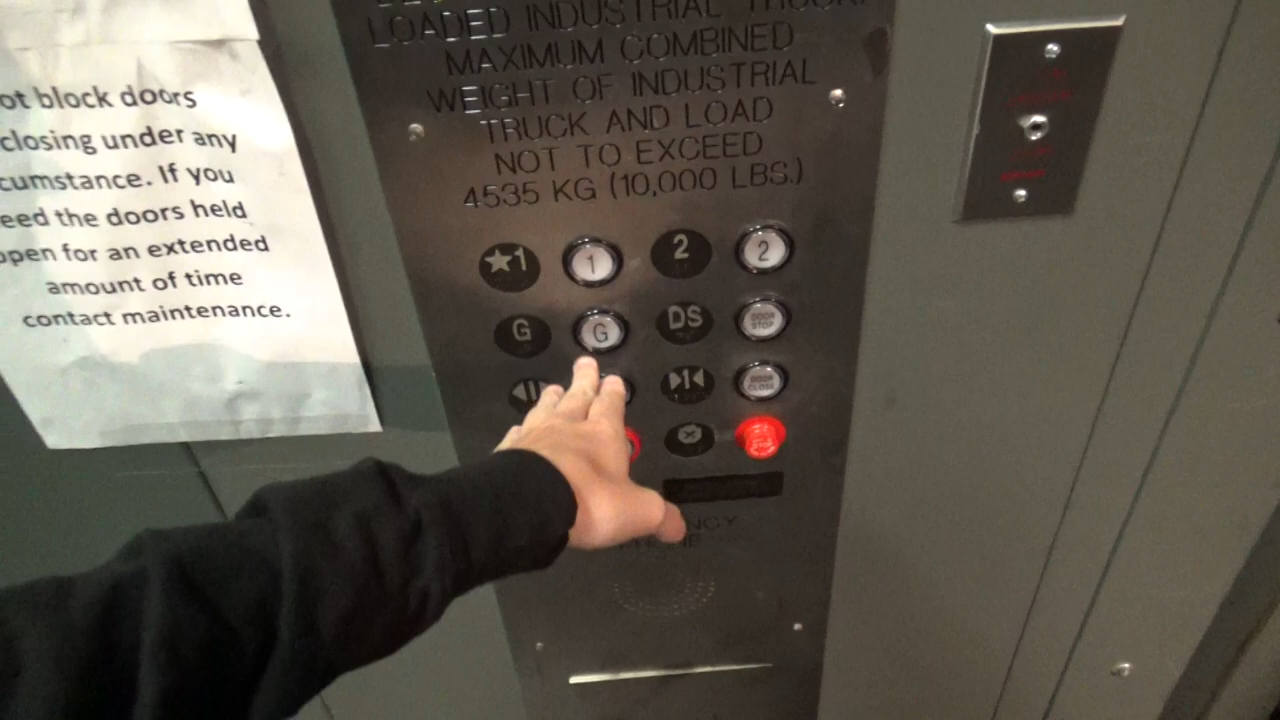 LOADED INDUSTRIAL TRUCK.
MAXIMUM COMBINED
WEIGHT OF INDUSTRIAL
TRUCK AND LOAD
NOT TO EXCEED
4535 KG (10,000 LBS.)
ot block doors
closing under any
cumstance. If you
eed the doors held
open for an extended
amount of time
contact maintenance.
★1 1 2 2
G G DS DOOR STOP
DOOR CLOSE
NCY